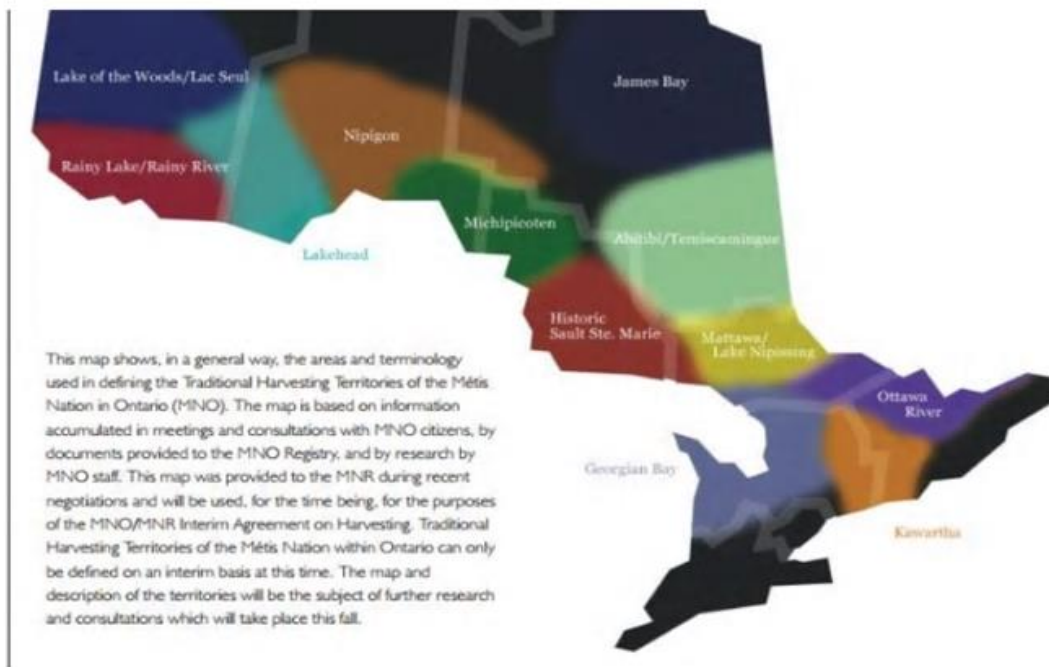 Lake of the Woods/Lac Seul
James Bay
Nipigon
Rainy Lake/Rainy River
Michipicoten
Abitibi/Temiscamingue
Lakehead
Historic
Sault Ste. Marie
Mattawa/
Lake Nipissing
Ottawa
River
Georgian Bay
Kawartha
This map shows, in a general way, the areas and terminology
used in defining the Traditional Harvesting Territories of the Métis
Nation in Ontario (MNO). The map is based on information
accumulated in meetings and consultations with MNO citizens, by
documents provided to the MNO Registry, and by research by
MNO staff. This map was provided to the MNR during recent
negotiations and will be used, for the time being, for the purposes
of the MNO/MNR Interim Agreement on Harvesting. Traditional
Harvesting Territories of the Métis Nation within Ontario can only
be defined on an interim basis at this time. The map and
description of the territories will be the subject of further research
and consultations which will take place this fall.